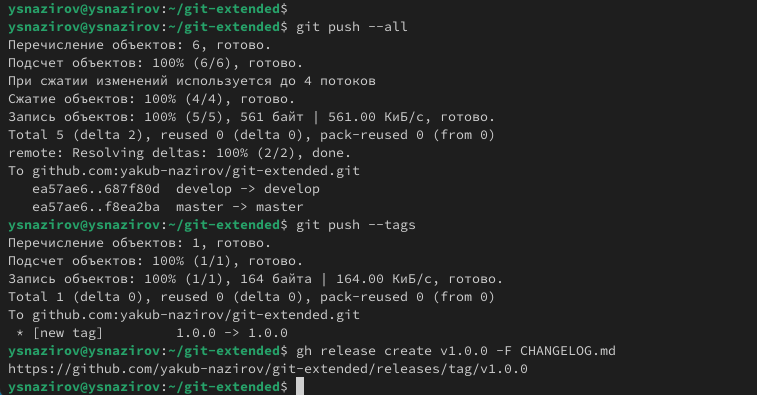 ysnazirov@ysnazirov:~/git-extended$
ysnazirov@ysnazirov:~/git-extended$ git push --all
Перечисление объектов: 6, готово.
Подсчет объектов: 100% (6/6), готово.
При сжатии изменений используется до 4 потоков
Сжатие объектов: 100% (4/4), готово.
Запись объектов: 100% (5/5), 561 байт | 561.00 КиБ/с, готово.
Total 5 (delta 2), reused 0 (delta 0), pack-reused 0 (from 0)
remote: Resolving deltas: 100% (2/2), done.
To github.com:yakub-nazirov/git-extended.git
   ea57ae6..687f80d  develop -> develop
   ea57ae6..f8ea2ba  master -> master
ysnazirov@ysnazirov:~/git-extended$ git push --tags
Перечисление объектов: 1, готово.
Подсчет объектов: 100% (1/1), готово.
Запись объектов: 100% (1/1), 164 байта | 164.00 КиБ/с, готово.
Total 1 (delta 0), reused 0 (delta 0), pack-reused 0 (from 0)
To github.com:yakub-nazirov/git-extended.git
 * [new tag]         1.0.0 -> 1.0.0
ysnazirov@ysnazirov:~/git-extended$ gh release create v1.0.0 -F CHANGELOG.md
https://github.com/yakub-nazirov/git-extended/releases/tag/v1.0.0
ysnazirov@ysnazirov:~/git-extended$